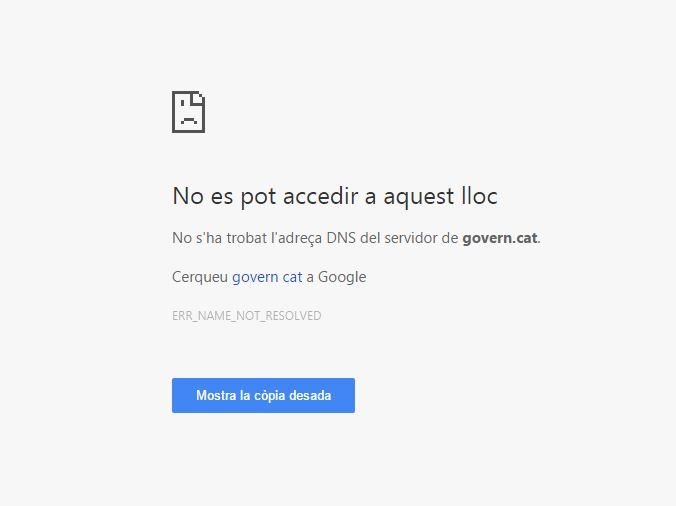 No es pot accedir a aquest lloc
No s'ha trobat l'adreça DNS del servidor de govern.cat.
Cerqueu govern cat a Google
ERR_NAME_NOT_RESOLVED
Mostra la còpia desada